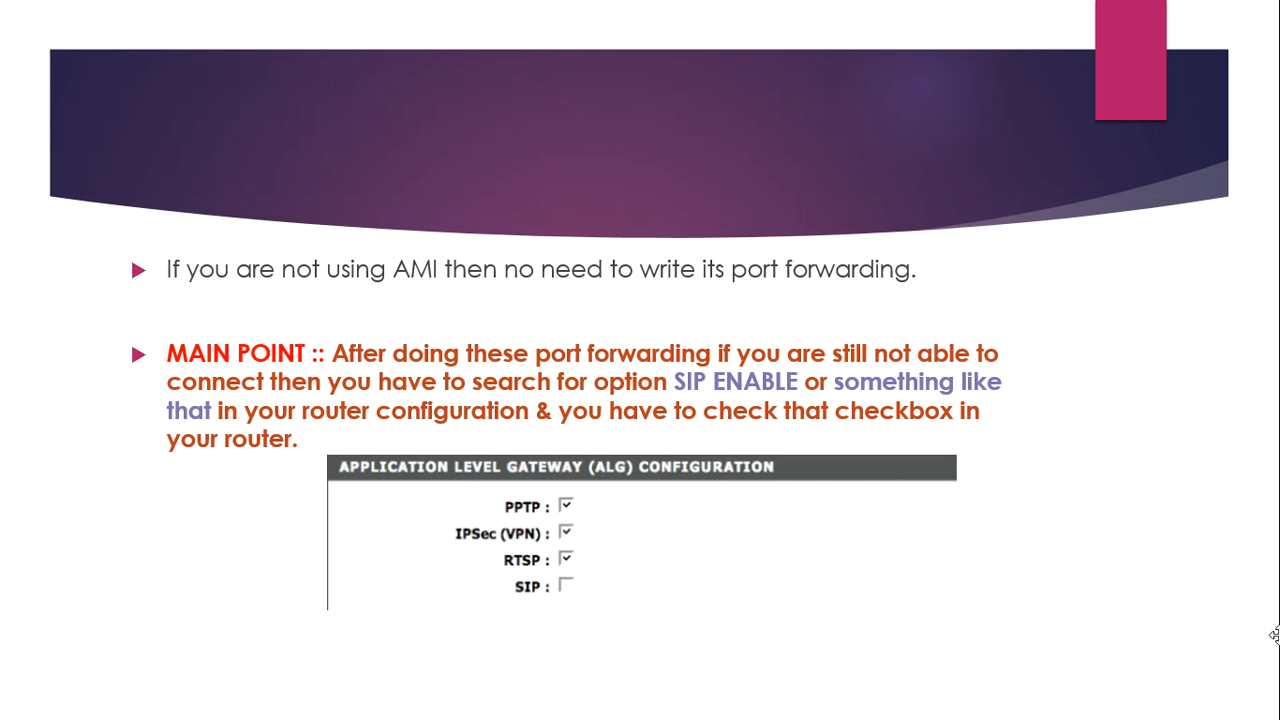 If you are not using AMI then no need to write its port forwarding.
MAIN POINT :: After doing these port forwarding if you are still not able to
connect then you have to search for option SIP ENABLE or something like
that in your router configuration & you have to check that checkbox in
your router.
APPLICATION LEVEL GATEWAY (ALG) CONFIGURATION
PPTP :
IPSec (VPN) :
RTSP :
SIP :